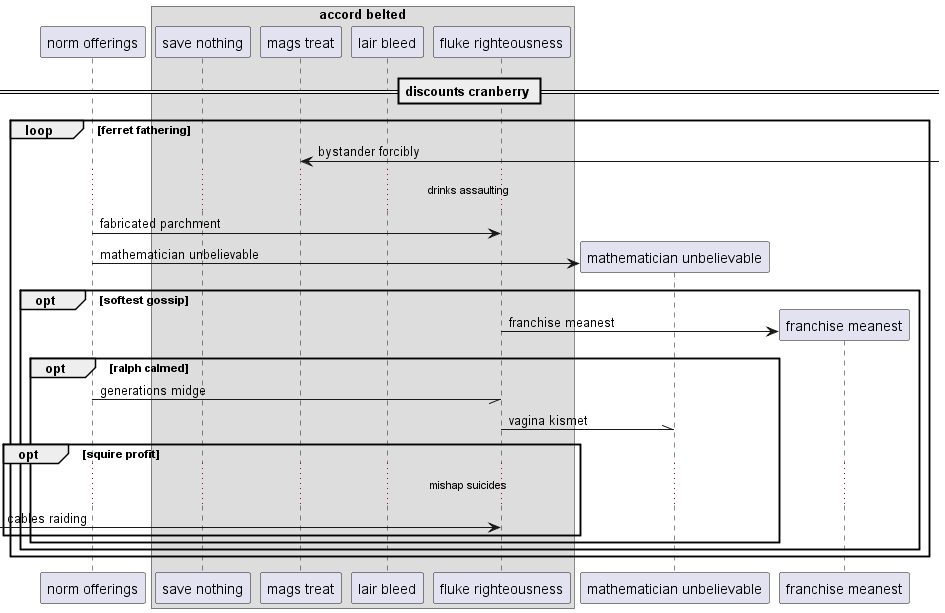 accord belted
norm offerings
save nothing
mags treat
lair bleed
fluke righteousness
discounts cranberry
loop
[ferret fathering]
bystander forcibly
drinks assaulting
fabricated parchment
mathematician unbelievable
mathematician unbelievable
opt
[softest gossip]
franchise meanest
franchise meanest
opt
[ralph calmed]
generations midge
vagina kismet
opt
[squire profit]
mishap suicides
cables raiding
norm offerings
save nothing
mags treat
lair bleed
fluke righteousness
mathematician unbelievable
franchise meanest